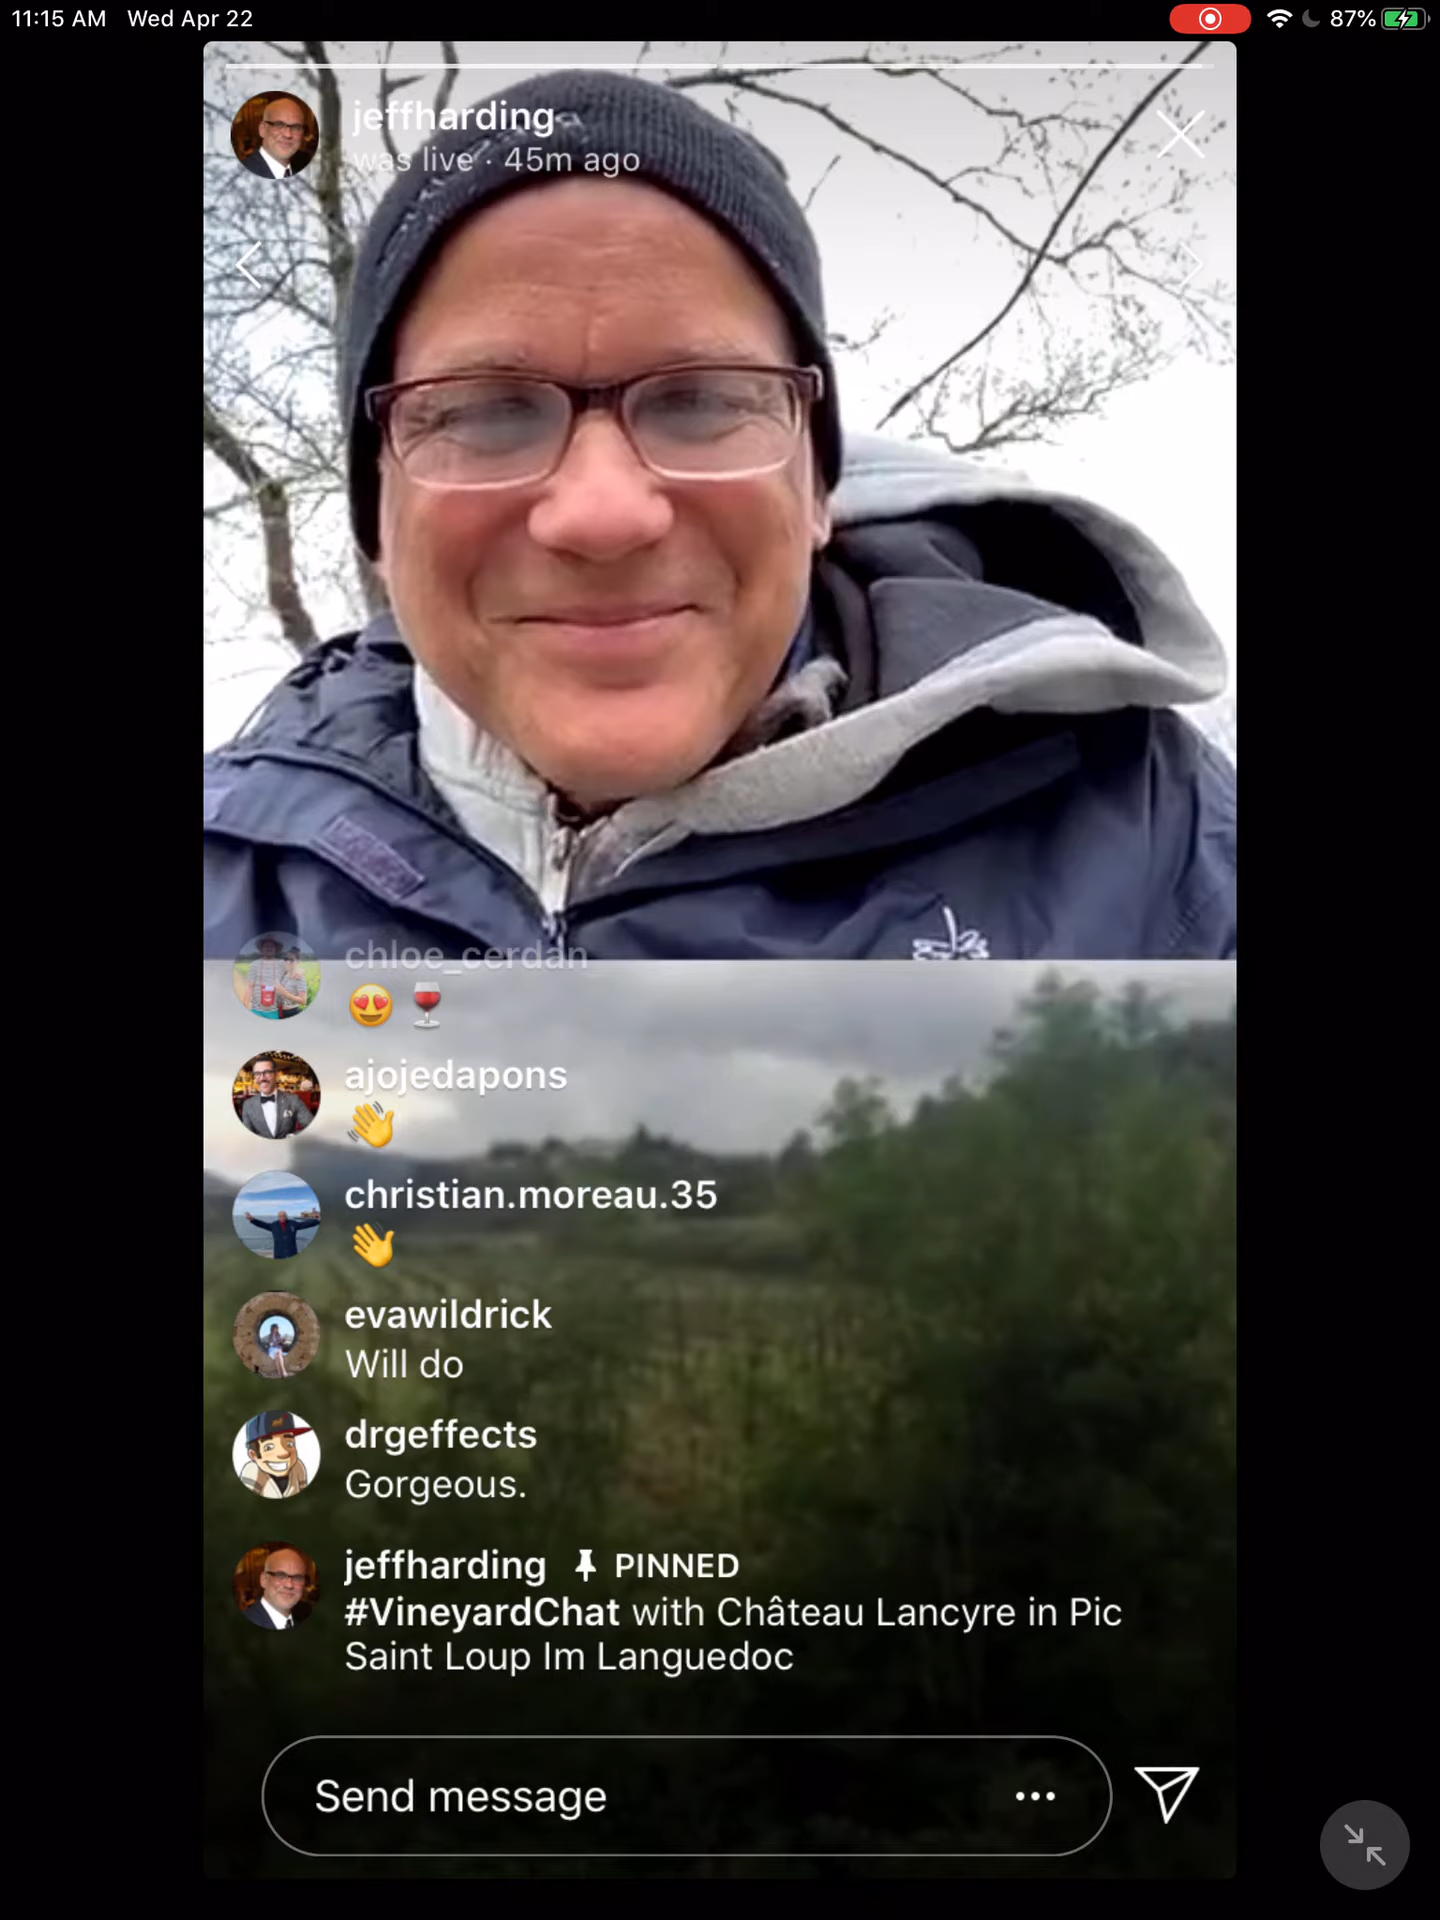 11:15 AM Wed Apr 22
87%
jeffharding
was live · 45m ago
chloe_cerdan
😍 🍷
ajojedapons
👋
christian.moreau.35
👋
evawildrick
Will do
drgeffects
Gorgeous.
jeffharding 📌 PINNED
#VineyardChat with Château Lancyre in Pic
Saint Loup Im Languedoc
Send message